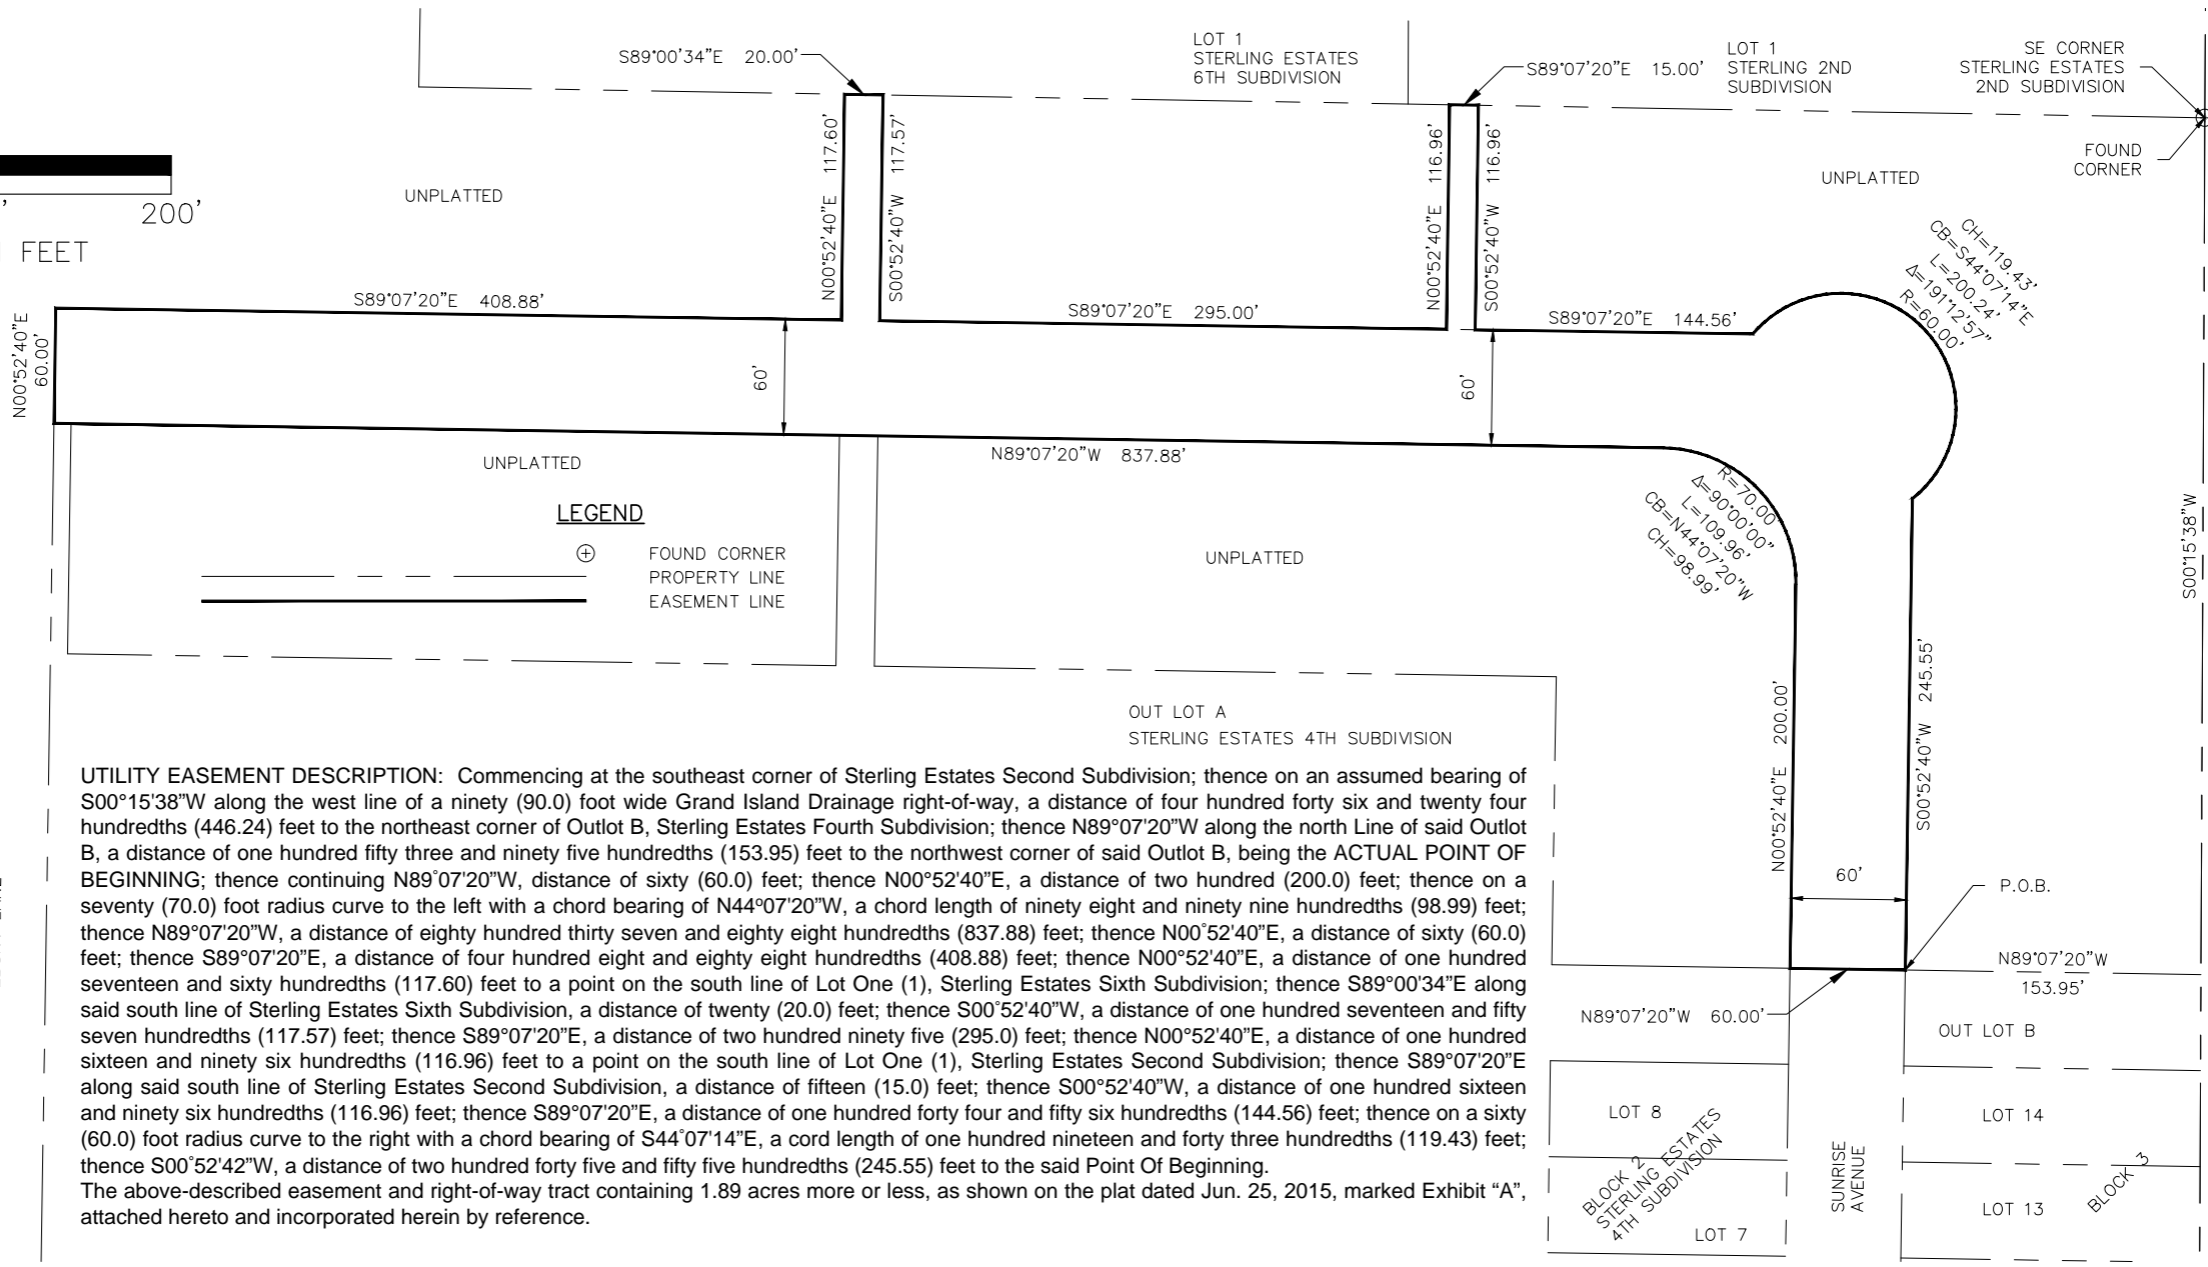 S89°00'34"E 20.00'
LOT 1
STERLING ESTATES
6TH SUBDIVISION
S89°07'20"E 15.00'
LOT 1
STERLING 2ND
SUBDIVISION
SE CORNER
STERLING ESTATES
2ND SUBDIVISION
FOUND
CORNER
200'
FEET
UNPLATTED
N00°52'40"E 117.60'
S00°52'40"W 117.57'
N00°52'40"E 116.96'
S00°52'40"W 116.96'
UNPLATTED
CH=119.43'
CB=S44°07'14"E
L=200.24'
Δ=191°12'57"
R=60.00'
N00°52'40"E
60.00'
S89°07'20"E 408.88'
S89°07'20"E 295.00'
S89°07'20"E 144.56'
60'
60'
UNPLATTED
N89°07'20"W 837.88'
R=70.00'
Δ=90°00'00"
L=109.96'
CB=N44°07'20"W
CH=98.99'
S00°15'38"W
LEGEND
FOUND CORNER
PROPERTY LINE
EASEMENT LINE
UNPLATTED
N00°52'40"E 200.00'
S00°52'40"W 245.55'
OUT LOT A
STERLING ESTATES 4TH SUBDIVISION
UTILITY EASEMENT DESCRIPTION: Commencing at the southeast corner of Sterling Estates Second Subdivision; thence on an assumed bearing of
S00°15'38"W along the west line of a ninety (90.0) foot wide Grand Island Drainage right-of-way, a distance of four hundred forty six and twenty four
hundredths (446.24) feet to the northeast corner of Outlot B, Sterling Estates Fourth Subdivision; thence N89°07'20"W along the north Line of said Outlot
B, a distance of one hundred fifty three and ninety five hundredths (153.95) feet to the northwest corner of said Outlot B, being the ACTUAL POINT OF
BEGINNING; thence continuing N89°07'20"W, distance of sixty (60.0) feet; thence N00°52'40"E, a distance of two hundred (200.0) feet; thence on a
seventy (70.0) foot radius curve to the left with a chord bearing of N44°07'20"W, a chord length of ninety eight and ninety nine hundredths (98.99) feet;
thence N89°07'20"W, a distance of eighty hundred thirty seven and eighty eight hundredths (837.88) feet; thence N00°52'40"E, a distance of sixty (60.0)
feet; thence S89°07'20"E, a distance of four hundred eight and eighty eight hundredths (408.88) feet; thence N00°52'40"E, a distance of one hundred
seventeen and sixty hundredths (117.60) feet to a point on the south line of Lot One (1), Sterling Estates Sixth Subdivision; thence S89°00'34"E along
said south line of Sterling Estates Sixth Subdivision, a distance of twenty (20.0) feet; thence S00°52'40"W, a distance of one hundred seventeen and fifty
seven hundredths (117.57) feet; thence S89°07'20"E, a distance of two hundred ninety five (295.0) feet; thence N00°52'40"E, a distance of one hundred
sixteen and ninety six hundredths (116.96) feet to a point on the south line of Lot One (1), Sterling Estates Second Subdivision; thence S89°07'20"E
along said south line of Sterling Estates Second Subdivision, a distance of fifteen (15.0) feet; thence S00°52'40"W, a distance of one hundred sixteen
and ninety six hundredths (116.96) feet; thence S89°07'20"E, a distance of one hundred forty four and fifty six hundredths (144.56) feet; thence on a sixty
(60.0) foot radius curve to the right with a chord bearing of S44°07'14"E, a cord length of one hundred nineteen and forty three hundredths (119.43) feet;
thence S00°52'42"W, a distance of two hundred forty five and fifty five hundredths (245.55) feet to the said Point Of Beginning.
The above-described easement and right-of-way tract containing 1.89 acres more or less, as shown on the plat dated Jun. 25, 2015, marked Exhibit “A”,
attached hereto and incorporated herein by reference.
60'
P.O.B.
N89°07'20"W
153.95'
N89°07'20"W 60.00'
OUT LOT B
LOT 8
LOT 14
BLOCK 2
STERLING ESTATES
4TH SUBDIVISION
SUNRISE
AVENUE
BLOCK 3
LOT 13
LOT 7